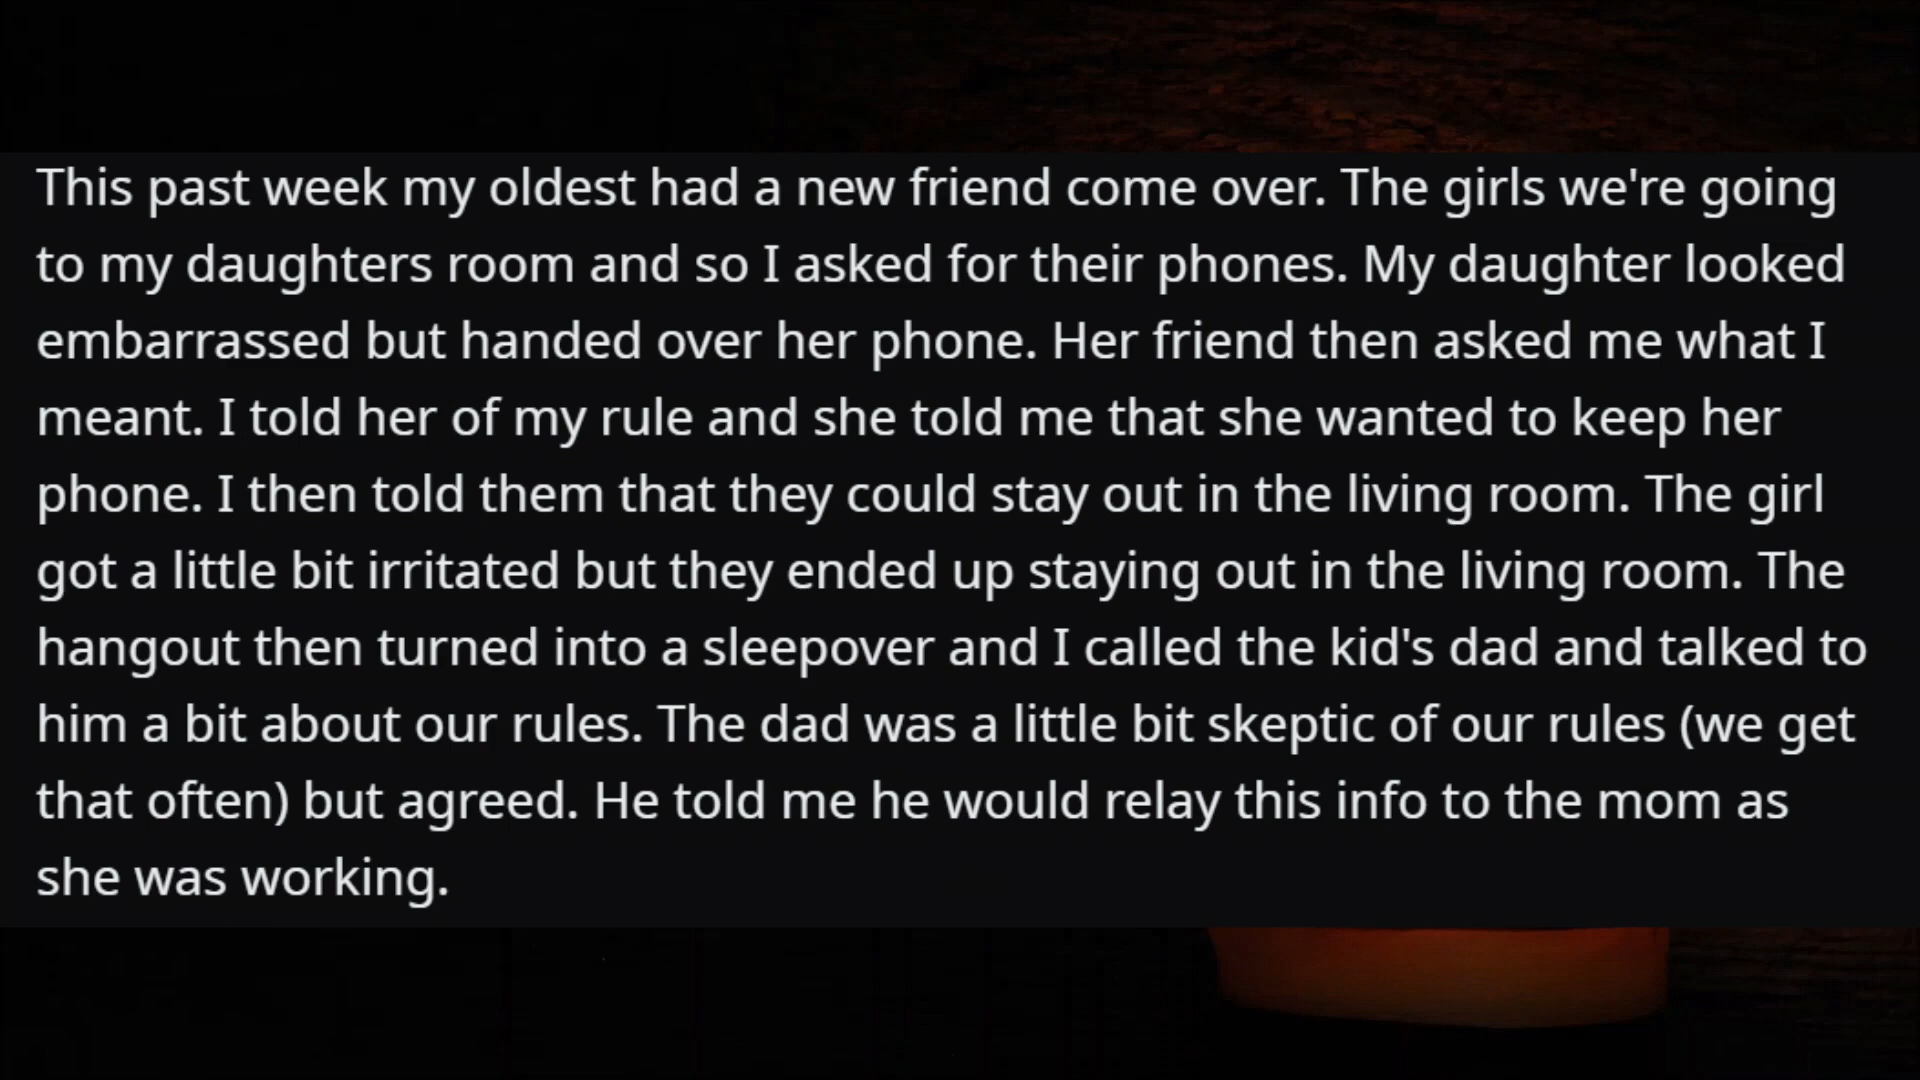 This past week my oldest had a new friend come over. The girls we're going
to my daughters room and so I asked for their phones. My daughter looked
embarrassed but handed over her phone. Her friend then asked me what I
meant. I told her of my rule and she told me that she wanted to keep her
phone. I then told them that they could stay out in the living room. The girl
got a little bit irritated but they ended up staying out in the living room. The
hangout then turned into a sleepover and I called the kid's dad and talked to
him a bit about our rules. The dad was a little bit skeptic of our rules (we get
that often) but agreed. He told me he would relay this info to the mom as
she was working.